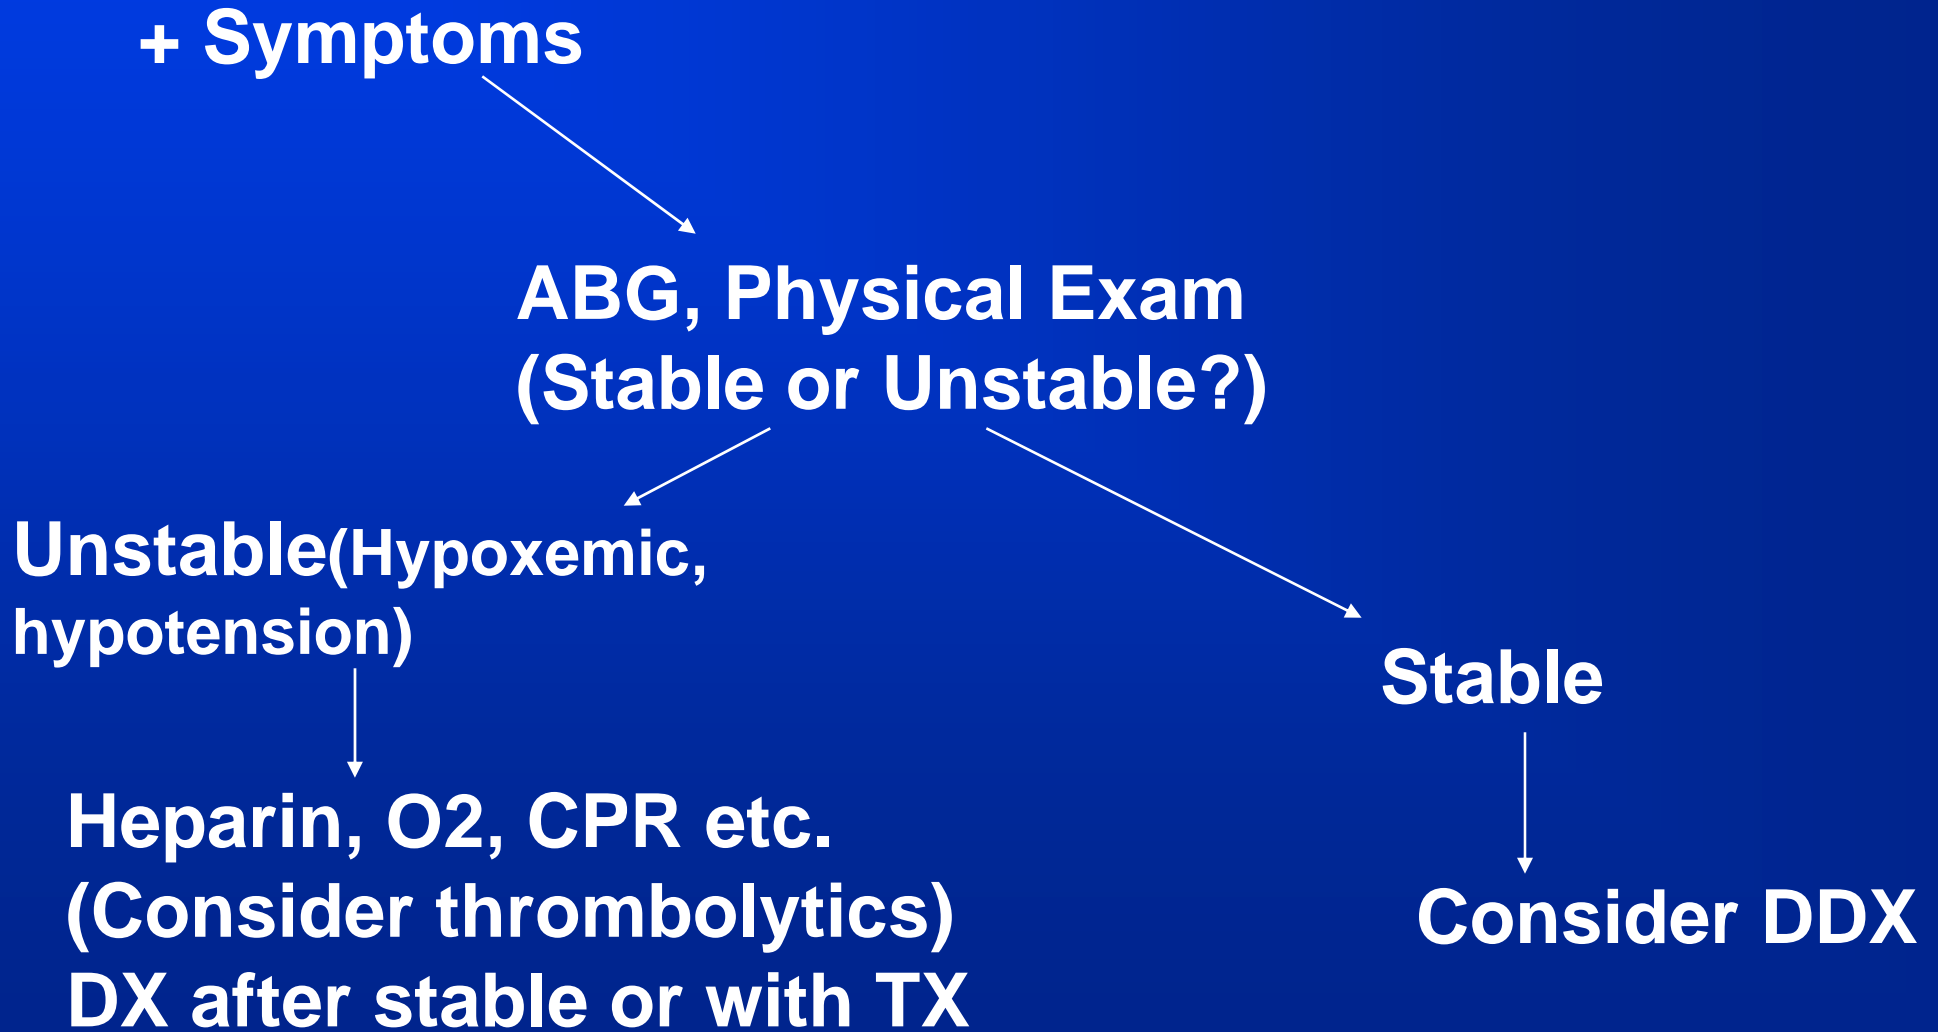 + Symptoms
ABG, Physical Exam
(Stable or Unstable?)
Unstable(Hypoxemic,
hypotension)
Stable
Heparin, O2, CPR etc.
(Consider thrombolytics)
DX after stable or with TX
Consider DDX